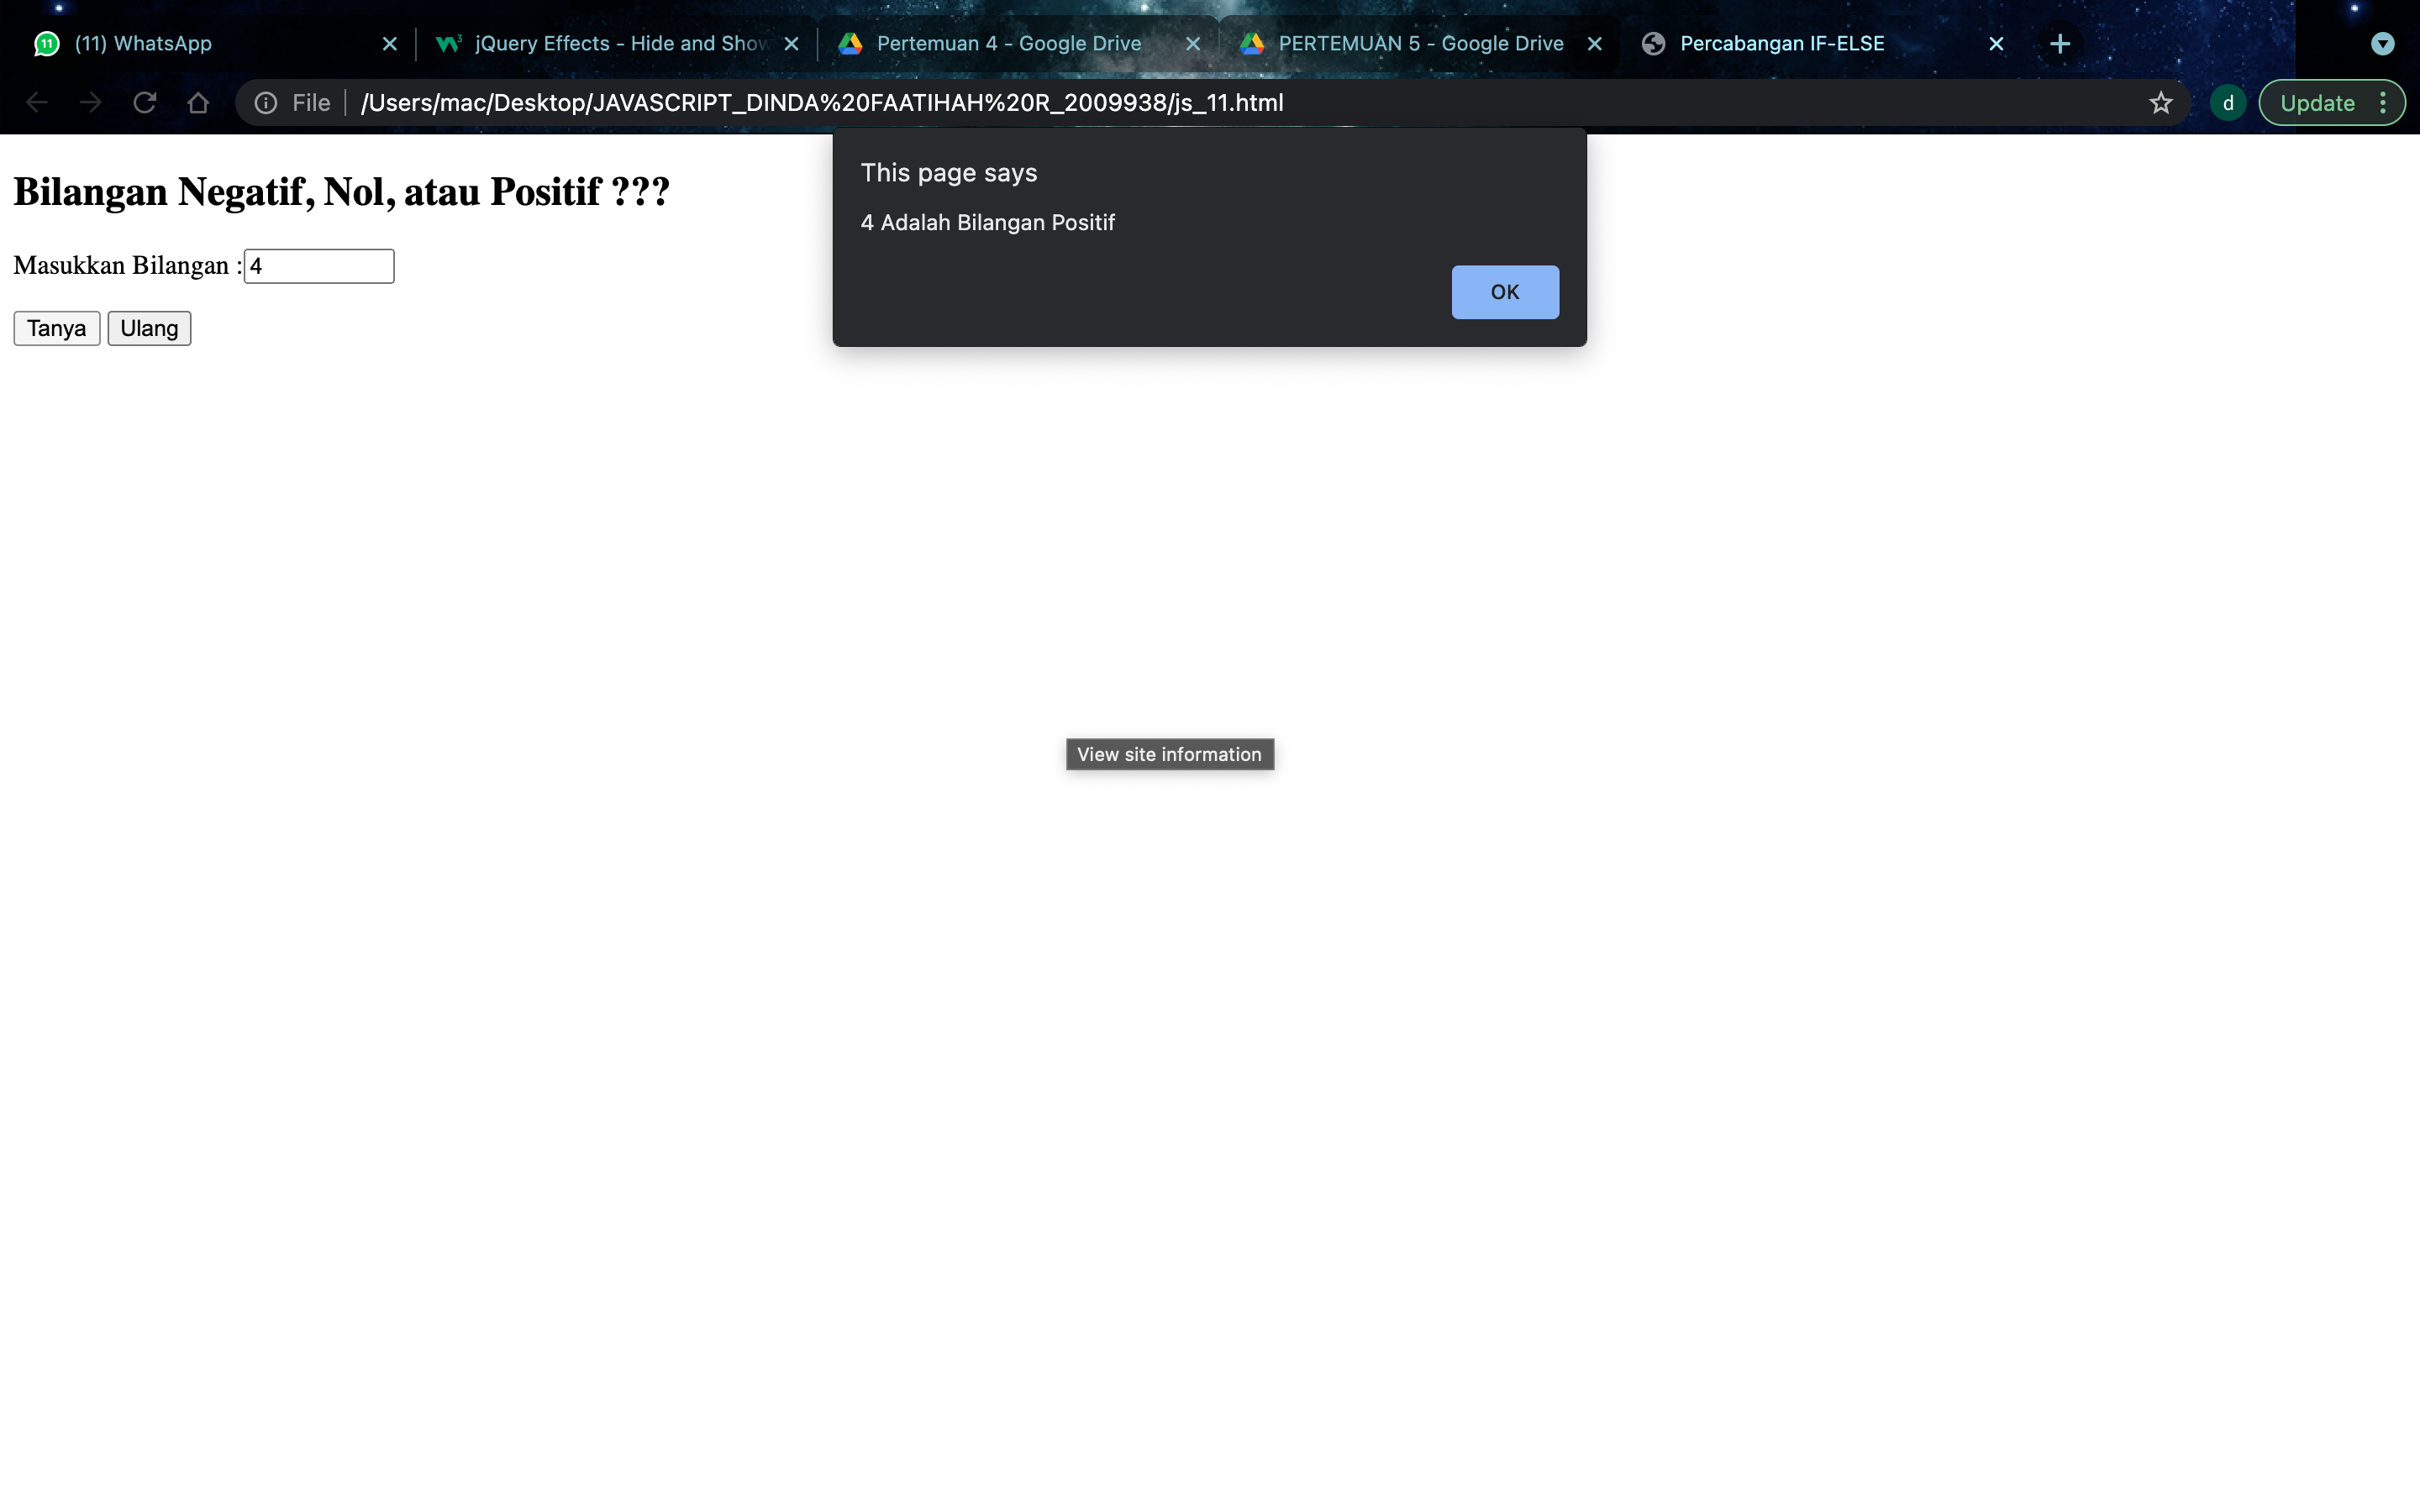 11 (11) WhatsApp
jQuery Effects - Hide and Show
Pertemuan 4 - Google Drive
PERTEMUAN 5 - Google Drive
Percabangan IF-ELSE
File /Users/mac/Desktop/JAVASCRIPT_DINDA%20FAATIHAH%20R_2009938/js_11.html
d
Update
This page says
4 Adalah Bilangan Positif
OK
Bilangan Negatif, Nol, atau Positif ???
Masukkan Bilangan : 4
Tanya Ulang
View site information